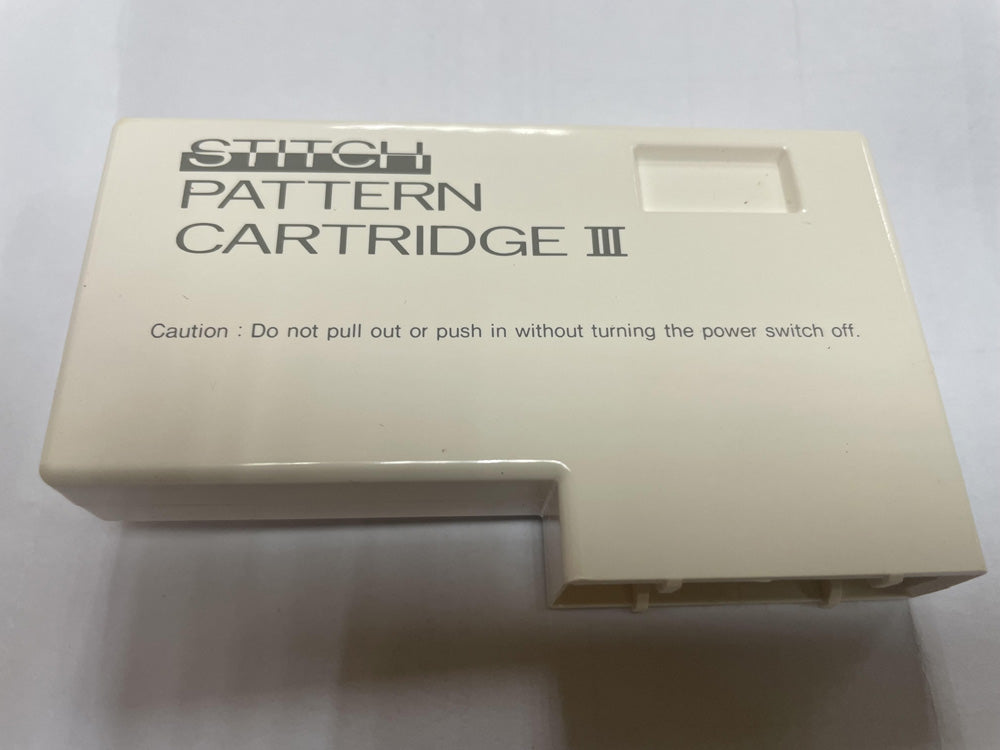 STITCH
PATTERN
CARTRIDGE III
Caution : Do not pull out or push in without turning the power switch off.